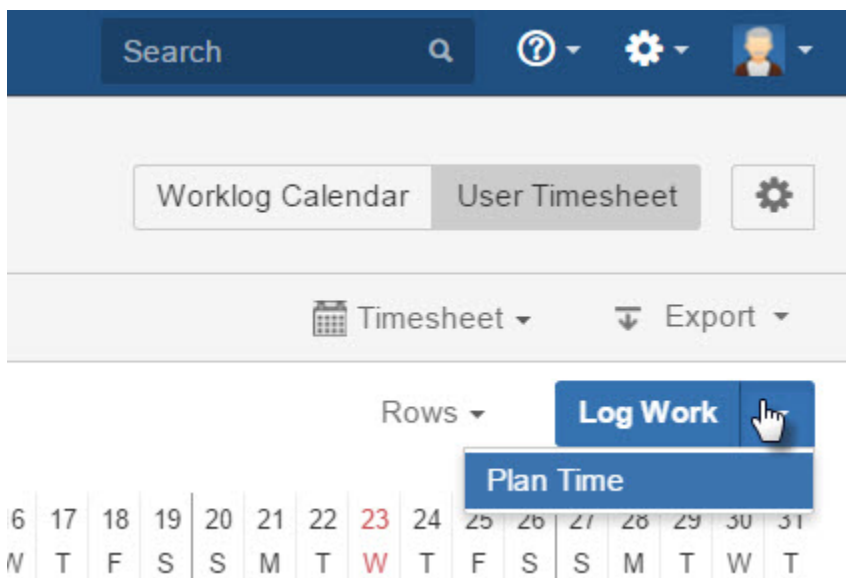 Search
Worklog Calendar User Timesheet
Timesheet Export
Rows Log Work
Plan Time
6 17 18 19 20 21 22 23 24 25 26 27 28 29 30 31
W T F S S M T W T F S S M T W T